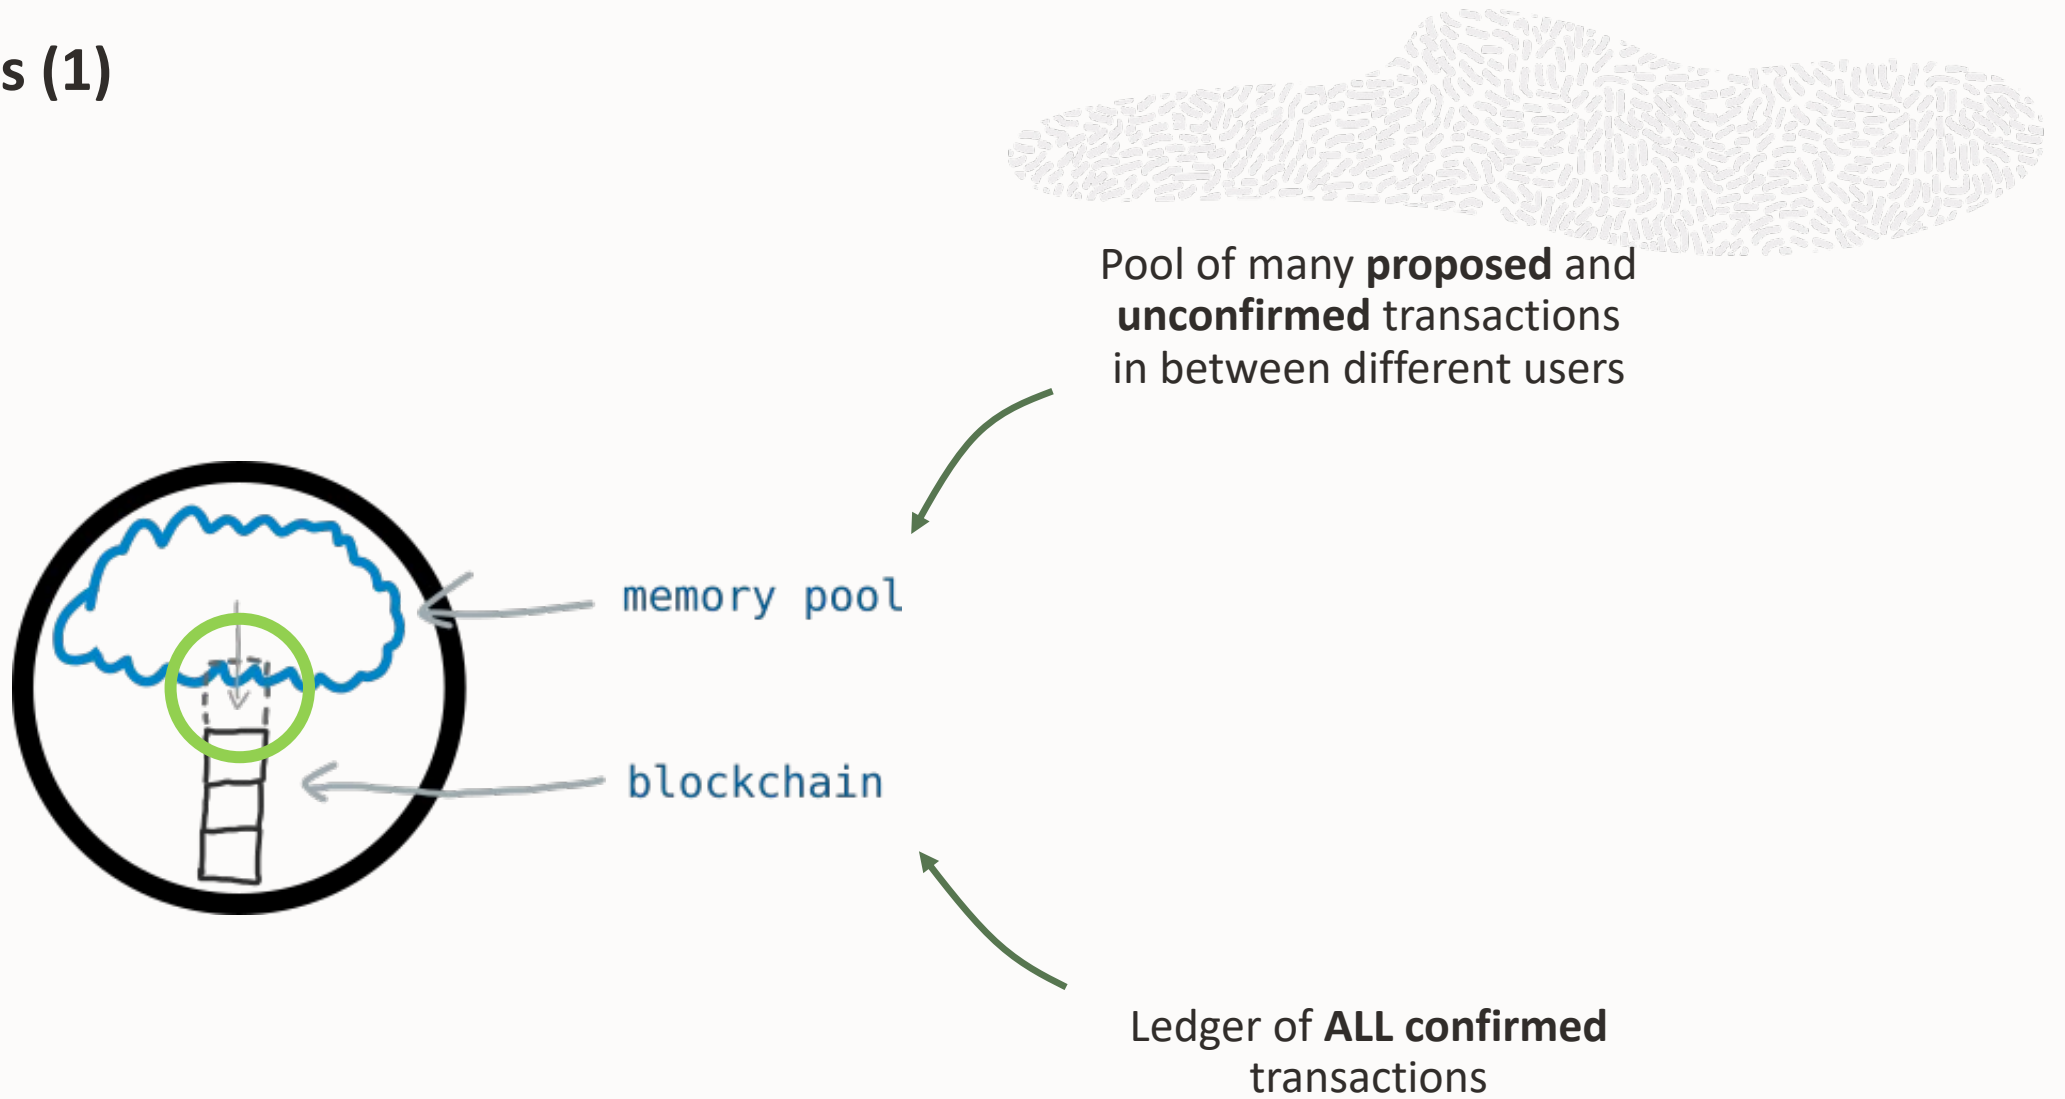 s (1)
Pool of many proposed and
unconfirmed transactions
in between different users
memory pool
blockchain
Ledger of ALL confirmed
transactions